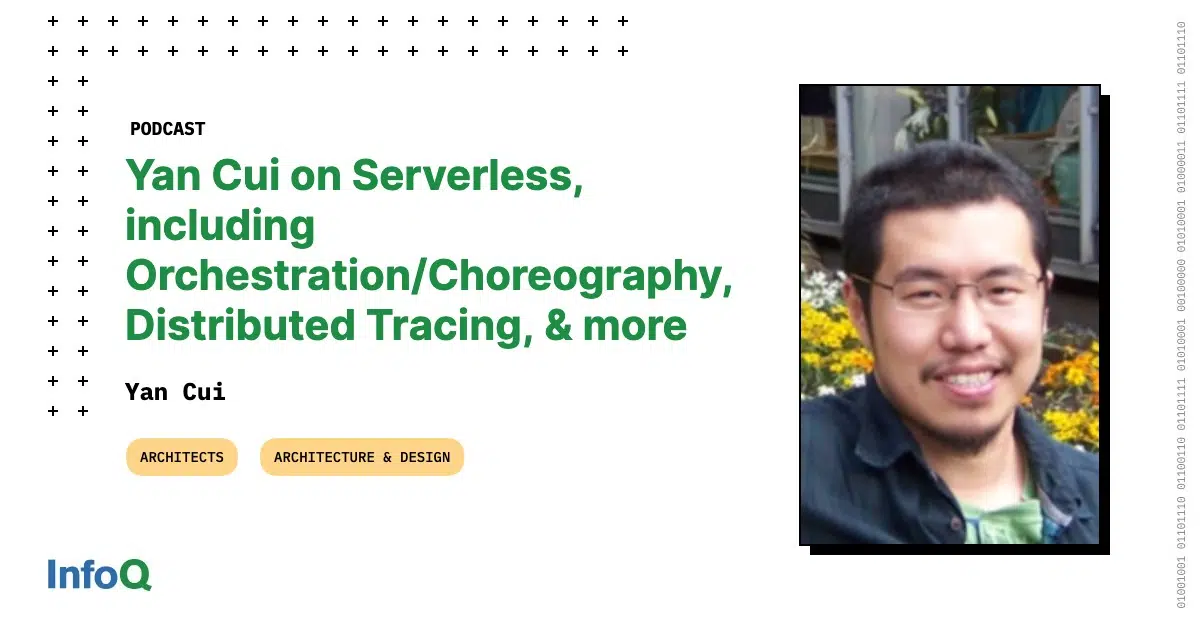 PODCAST
Yan Cui on Serverless,
including
Orchestration/Choreography,
Distributed Tracing, & more
Yan Cui
ARCHITECTS
ARCHITECTURE & DESIGN
InfoQ
01001001 01101110 01100110 01101111 01010001 00100000 01010001 01000011 01101111 01101110